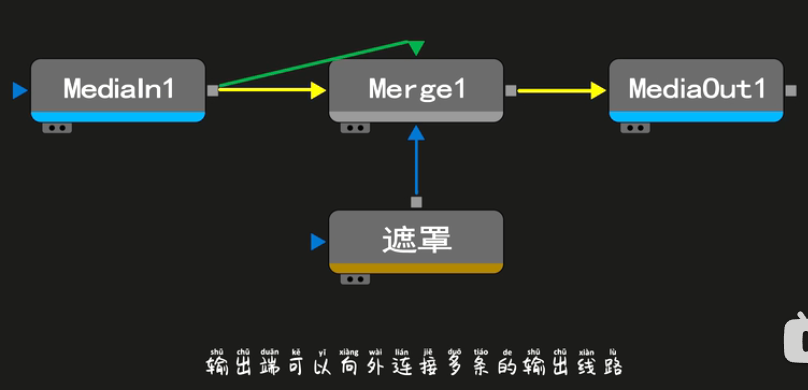 MediaIn1 Merge1 MediaOut1
遮罩
shū chū duān kě yǐ xiàng wài lián jiē duō tiáo de shū chū xiàn lù
输出端可以向外连接多条的输出线路